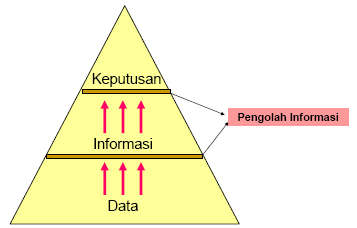 Keputusan
Pengolah Informasi
Informasi
Data